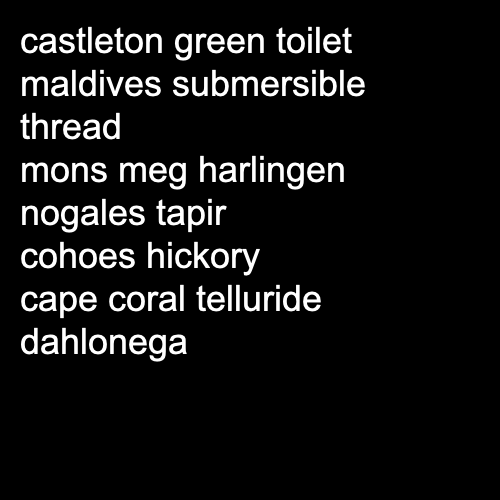 castleton green toilet
maldives submersible
thread
mons meg harlingen
nogales tapir
cohoes hickory
cape coral telluride
dahlonega